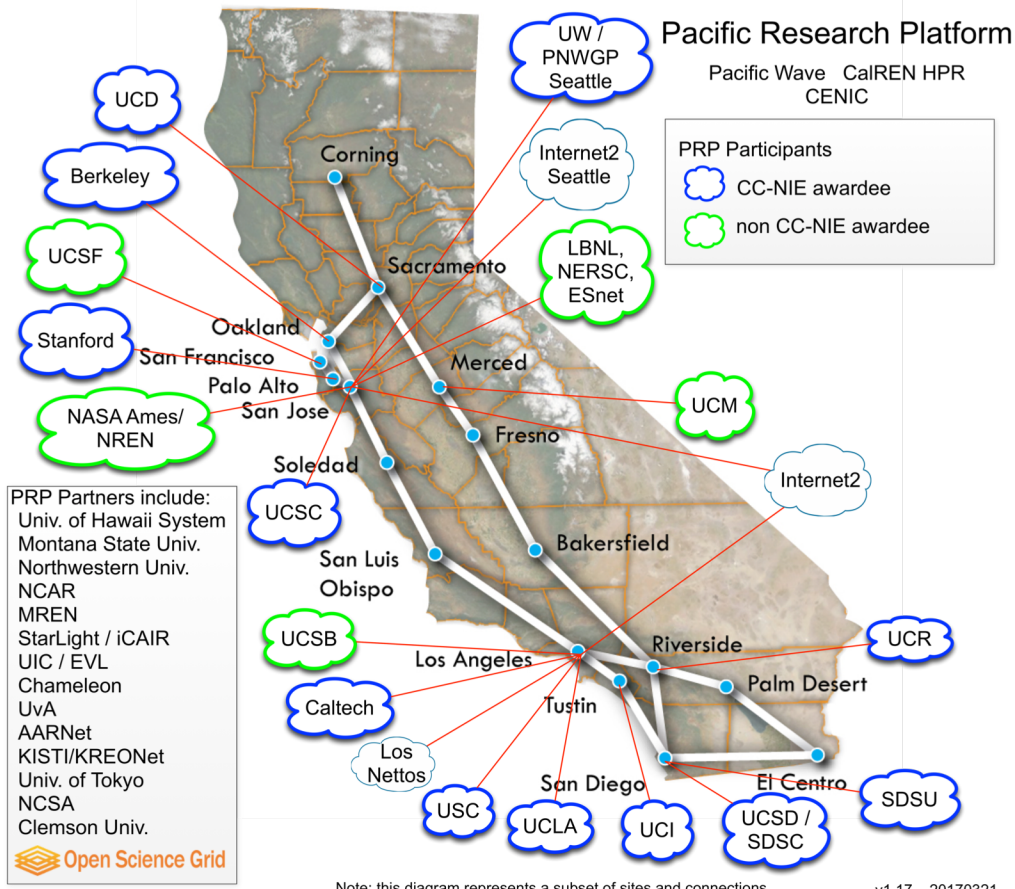 Pacific Research Platform
Pacific Wave CalREN HPR
CENIC
PRP Participants
CC-NIE awardee
non CC-NIE awardee
UW /
PNWGP
Seattle
UCD
Internet2
Seattle
Corning
Berkeley
LBNL,
NERSC,
ESnet
UCSF
Sacramento
Oakland
Stanford
San Francisco
Merced
Palo Alto
San Jose
NASA Ames/
NREN
UCM
Fresno
Soledad
Internet2
UCSC
Bakersfield
San Luis
Obispo
PRP Partners include:
Univ. of Hawaii System
Montana State Univ.
Northwestern Univ.
NCAR
MREN
StarLight / iCAIR
UIC / EVL
Chameleon
UvA
AARNet
KISTI/KREONet
Univ. of Tokyo
NCSA
Clemson Univ.
Open Science Grid
UCSB
Los Angeles
Riverside
UCR
Palm Desert
Caltech
Tustin
Los
Nettos
San Diego
El Centro
USC
UCLA
UCI
UCSD /
SDSC
SDSU
Note: this diagram represents a subset of sites and connections
v1.17 20170321